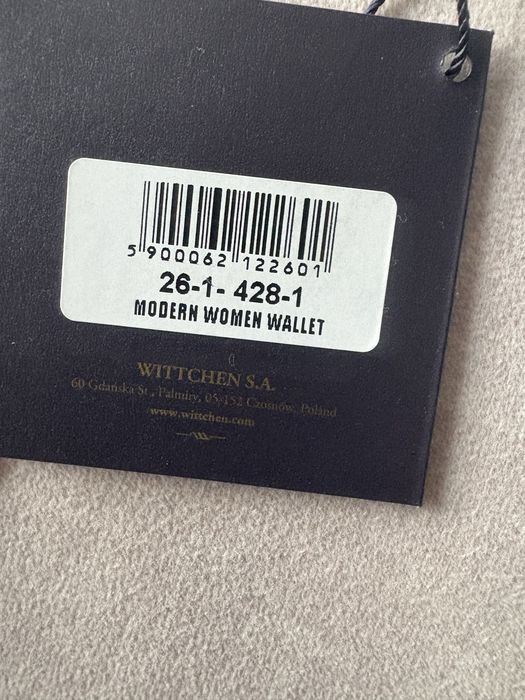 5 900062 122601
26-1- 428-1
MODERN WOMEN WALLET
WITTCHEN S.A.
60 Gdańska St., Palmiry, 05-152 Czosnów, Poland
www.wittchen.com